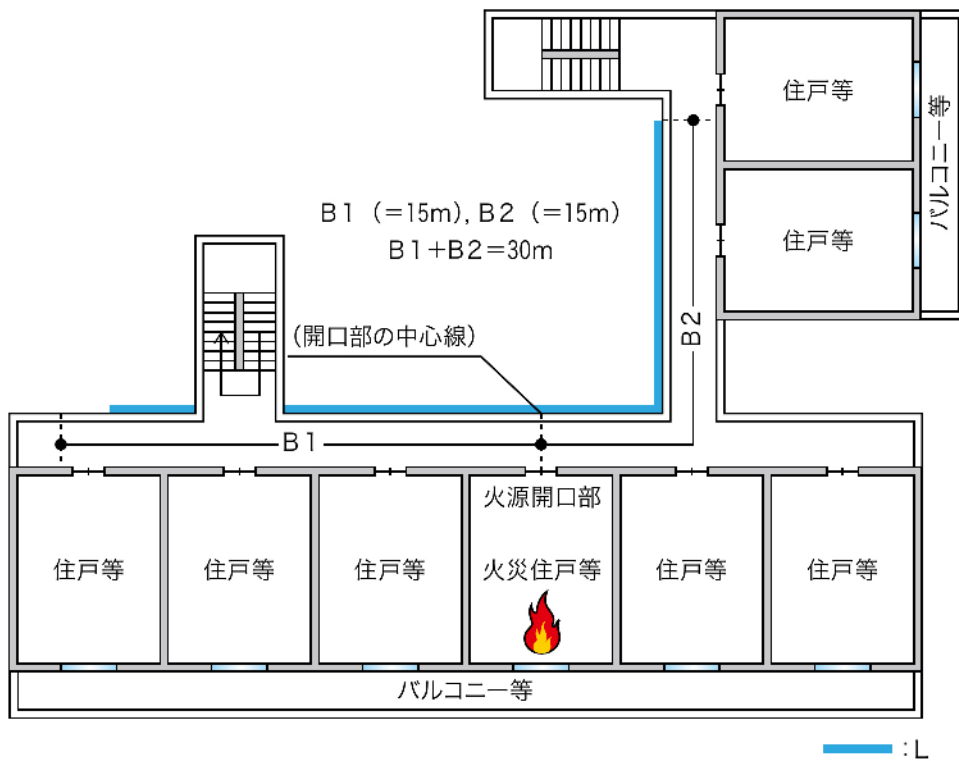 住戸等
バルコニー等
住戸等
B1(=15m), B2(=15m)
B1+B2=30m
(開口部の中心線)
B2
B1
火源開口部
住戸等
住戸等
住戸等
火災住戸等
住戸等
住戸等
バルコニー等
:L